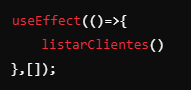 useEffect(()=>{
    listarClientes()
},[]);